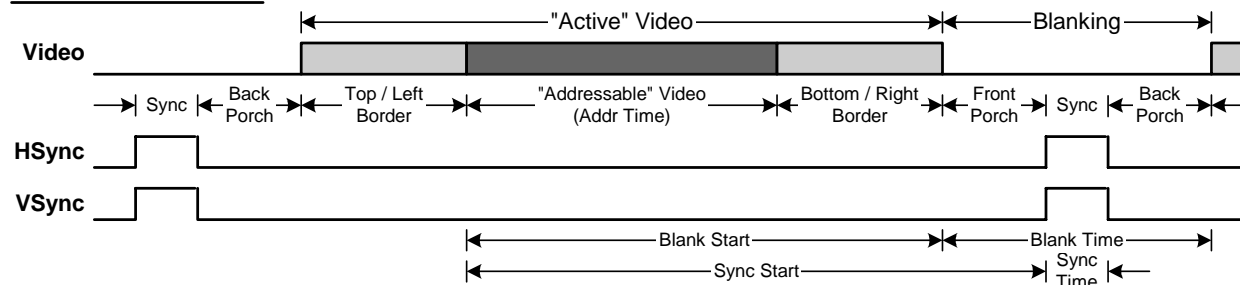 "Active" Video
Blanking
Video
Sync
Back
Porch
Top / Left
Border
"Addressable" Video
(Addr Time)
Bottom / Right
Border
Front
Porch
Sync
Back
Porch
HSync
VSync
Blank Start
Blank Time
Sync Start
Sync
Time